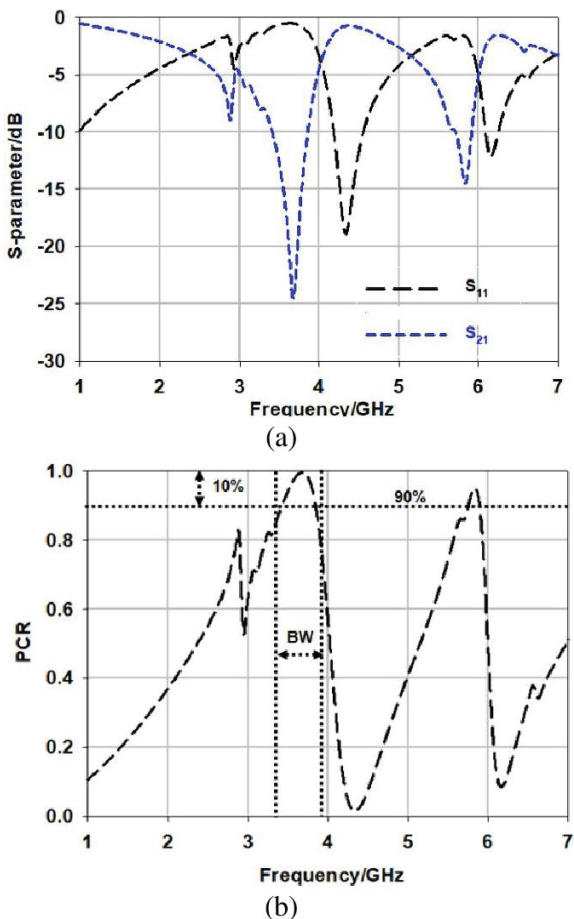 0
-5
-10
-15
-20
-25
-30
S-parameter/dB
S11
S21
1 2 3 4 5 6 7
Frequency/GHz
(a)
1.0
0.8
0.6
0.4
0.2
0.0
PCR
10%
90%
BW
1 2 3 4 5 6 7
Frequency/GHz
(b)